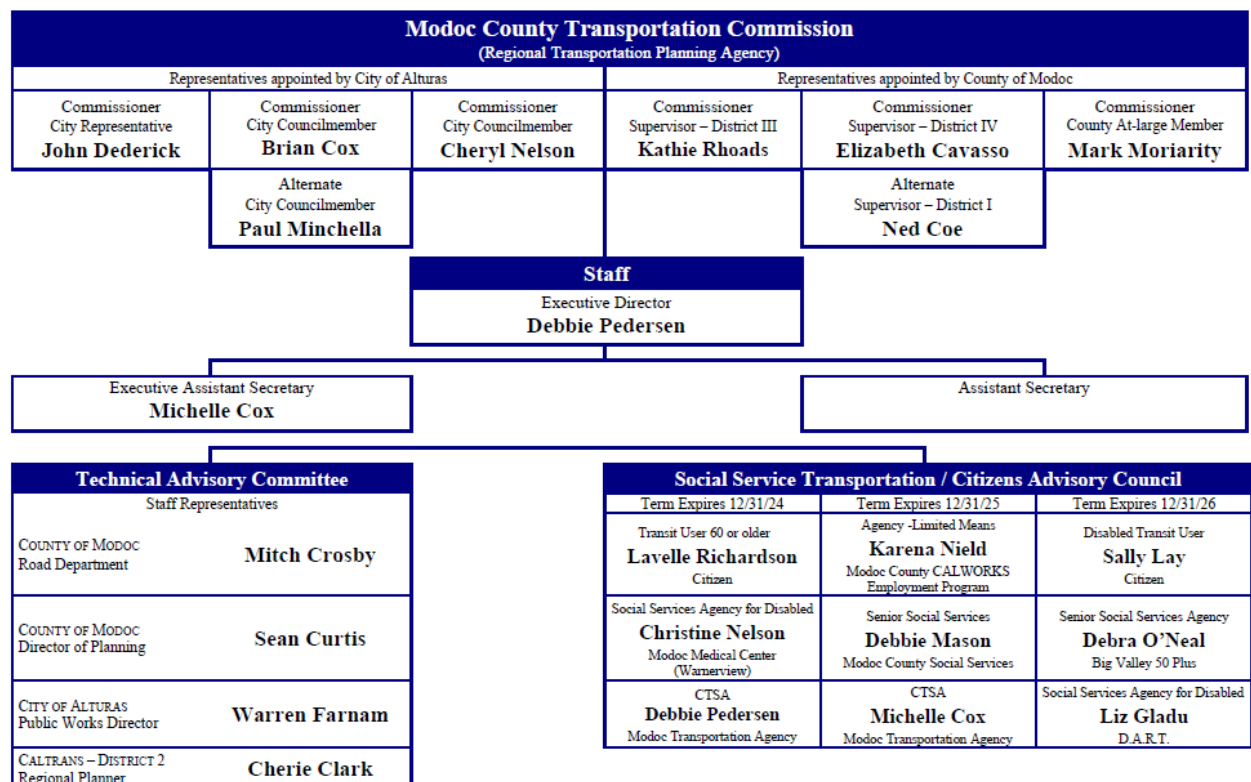 Modoc County Transportation Commission
(Regional Transportation Planning Agency)
Representatives appointed by City of Alturas
Representatives appointed by County of Modoc
Commissioner
City Representative
John Dederick
Commissioner
City Councilmember
Brian Cox
Commissioner
City Councilmember
Cheryl Nelson
Commissioner
Supervisor – District III
Kathie Rhoads
Commissioner
Supervisor – District IV
Elizabeth Cavasso
Commissioner
County At-large Member
Mark Moriarity
Alternate
City Councilmember
Paul Minchella
Alternate
Supervisor – District I
Ned Coe
Staff
Executive Director
Debbie Pedersen
Executive Assistant Secretary
Michelle Cox
Assistant Secretary
Technical Advisory Committee
Staff Representatives
COUNTY OF MODOC
Road Department
Mitch Crosby
COUNTY OF MODOC
Director of Planning
Sean Curtis
CITY OF ALTURAS
Public Works Director
Warren Farnam
CALTRANS – DISTRICT 2
Regional Planner
Cherie Clark
Social Service Transportation / Citizens Advisory Council
Term Expires 12/31/24
Term Expires 12/31/25
Term Expires 12/31/26
Transit User 60 or older
Lavelle Richardson
Citizen
Agency -Limited Means
Karena Nield
Modoc County CALWORKS
Employment Program
Disabled Transit User
Sally Lay
Citizen
Social Services Agency for Disabled
Christine Nelson
Modoc Medical Center
(Warnerview)
Senior Social Services
Debbie Mason
Modoc County Social Services
Senior Social Services Agency
Debra O’Neal
Big Valley 50 Plus
CTSA
Debbie Pedersen
Modoc Transportation Agency
CTSA
Michelle Cox
Modoc Transportation Agency
Social Services Agency for Disabled
Liz Gladu
D.A.R.T.